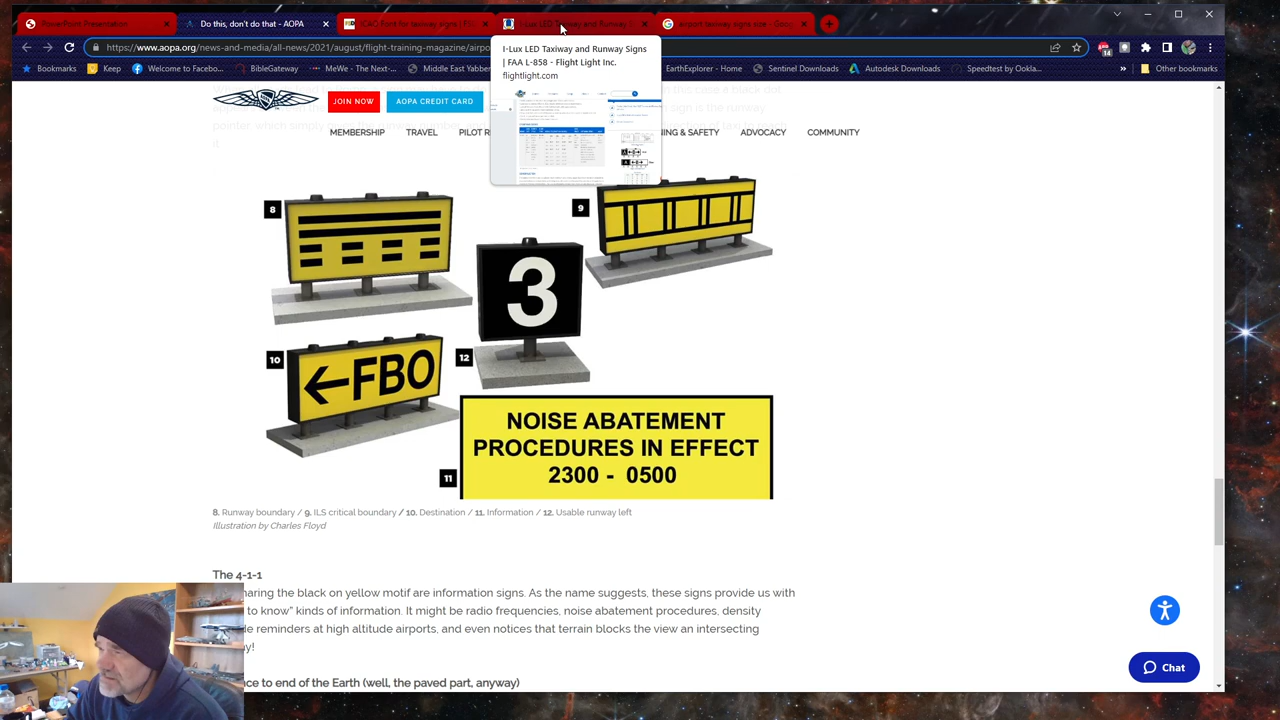 PowerPoint Presentation
Do this, don't do that - AOPA
ICAO Font for taxiway signs | FS
I-Lux LED Taxiway and Runway S
airport taxiway signs size - Goog
https://www.aopa.org/news-and-media/all-news/2021/august/flight-training-magazine/airpo
14
Bookmarks
Keep
Welcome to Facebo...
BibleGateway
MeWe - The Next-...
Middle East Yabber
EarthExplorer - Home
Sentinel Downloads
Autodesk Downloads
Speedtest by Ookla...
»
Other bookmarks
I-Lux LED Taxiway and Runway Signs
| FAA L-858 - Flight Light Inc.
flightlight.com
JOIN NOW
AOPA CREDIT CARD
MEMBERSHIP
TRAVEL
PILOT R
NING & SAFETY
ADVOCACY
COMMUNITY
it
8
9
3
10
←FBO
12
NOISE ABATEMENT
PROCEDURES IN EFFECT
2300 - 0500
11
8. Runway boundary / 9. ILS critical boundary / 10. Destination / 11. Information / 12. Usable runway left
Illustration by Charles Floyd
The 4-1-1
haring the black on yellow motif are information signs. As the name suggests, these signs provide us with
to know" kinds of information. It might be radio frequencies, noise abatement procedures, density
e reminders at high altitude airports, and even notices that terrain blocks the view an intersecting
y!
ce to end of the Earth (well, the paved part, anyway)
Chat